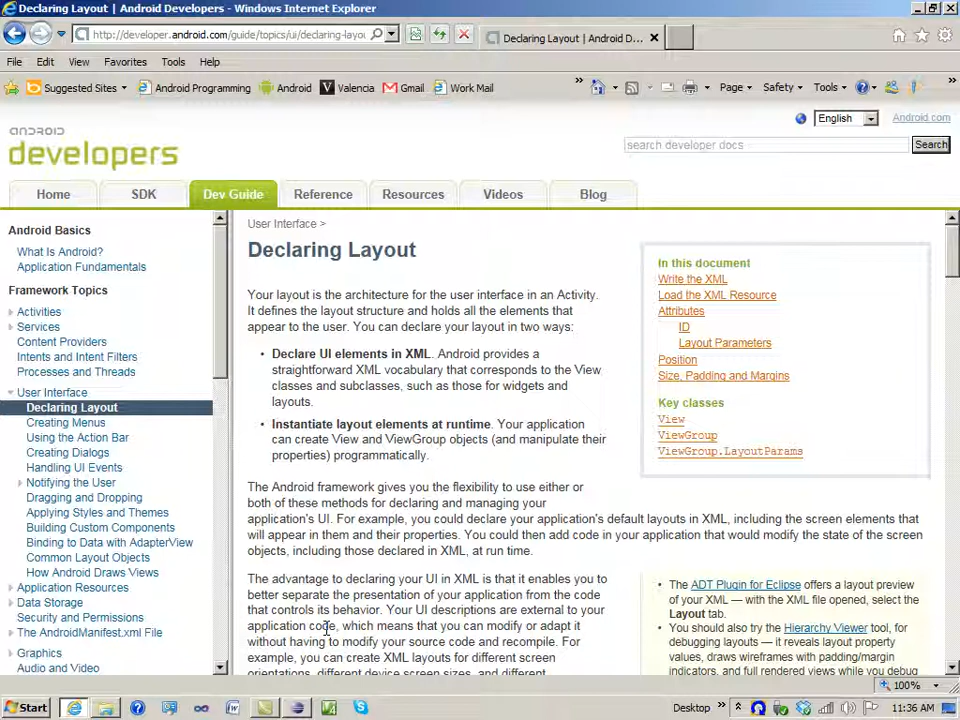 Declaring Layout | Android Developers - Windows Internet Explorer
http://developer.android.com/guide/topics/ui/declaring-layou
Declaring Layout | Android D...
File Edit View Favorites Tools Help
Suggested Sites Android Programming Android Valencia Gmail Work Mail » Page Safety Tools »
English Android.com
ANDROID
developers
search developer docs Search
Home SDK Dev Guide Reference Resources Videos Blog
Android Basics
What Is Android?
Application Fundamentals
Framework Topics
Activities
Services
Content Providers
Intents and Intent Filters
Processes and Threads
User Interface
Declaring Layout
Creating Menus
Using the Action Bar
Creating Dialogs
Handling UI Events
Notifying the User
Dragging and Dropping
Applying Styles and Themes
Building Custom Components
Binding to Data with AdapterView
Common Layout Objects
How Android Draws Views
Application Resources
Data Storage
Security and Permissions
The AndroidManifest.xml File
Graphics
Audio and Video
User Interface >
Declaring Layout
Your layout is the architecture for the user interface in an Activity.
It defines the layout structure and holds all the elements that
appear to the user. You can declare your layout in two ways:
• Declare UI elements in XML. Android provides a
straightforward XML vocabulary that corresponds to the View
classes and subclasses, such as those for widgets and
layouts.
• Instantiate layout elements at runtime. Your application
can create View and ViewGroup objects (and manipulate their
properties) programmatically.
In this document
Write the XML
Load the XML Resource
Attributes
ID
Layout Parameters
Position
Size, Padding and Margins
Key classes
View
ViewGroup
ViewGroup.LayoutParams
The Android framework gives you the flexibility to use either or
both of these methods for declaring and managing your
application's UI. For example, you could declare your application's default layouts in XML, including the screen elements that
will appear in them and their properties. You could then add code in your application that would modify the state of the screen
objects, including those declared in XML, at run time.
The advantage to declaring your UI in XML is that it enables you to
better separate the presentation of your application from the code
that controls its behavior. Your UI descriptions are external to your
application code, which means that you can modify or adapt it
without having to modify your source code and recompile. For
example, you can create XML layouts for different screen
orientations, different device screen sizes, and different
• The ADT Plugin for Eclipse offers a layout preview
of your XML — with the XML file opened, select the
Layout tab.
• You should also try the Hierarchy Viewer tool, for
debugging layouts — it reveals layout property
values, draws wireframes with padding/margin
indicators, and full rendered views while you debug
100%
Start Desktop » 11:36 AM